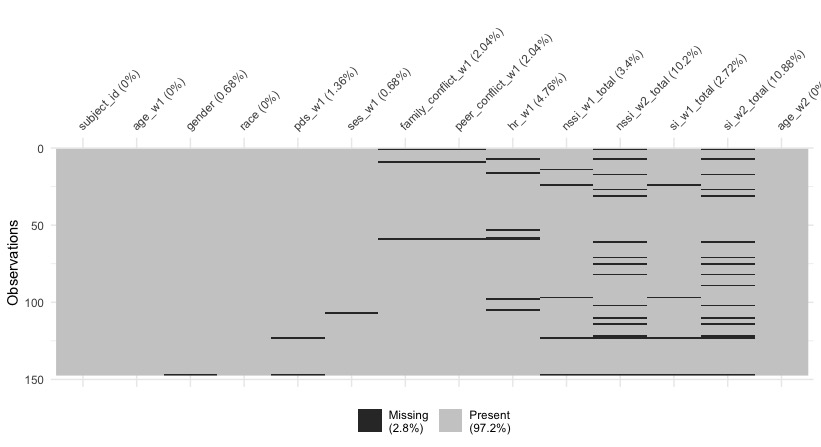 subject_id (0%)
age_w1 (0%)
gender (0.68%)
race (0%)
pds_w1 (1.36%)
ses_w1 (0.68%)
family_conflict_w1 (2.04%)
peer_conflict_w1 (2.04%)
hr_w1 (4.76%)
nssi_w1_total (3.4%)
nssi_w2_total (10.2%)
si_w1_total (2.72%)
si_w2_total (10.88%)
age_w2 (0%
0
50
100
150
Observations
Missing
(2.8%)
Present
(97.2%)